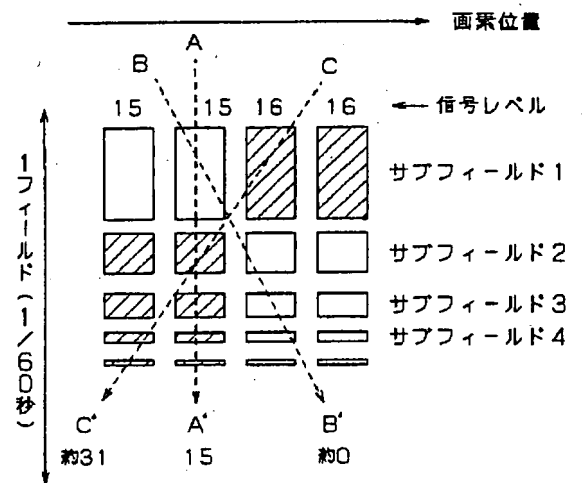 画素位置
A
B
C
15 15 16 16
←信号レベル
1フィールド(1/60秒)
サブフィールド1
サブフィールド2
サブフィールド3
サブフィールド4
C' A' B'
約31 15 約0